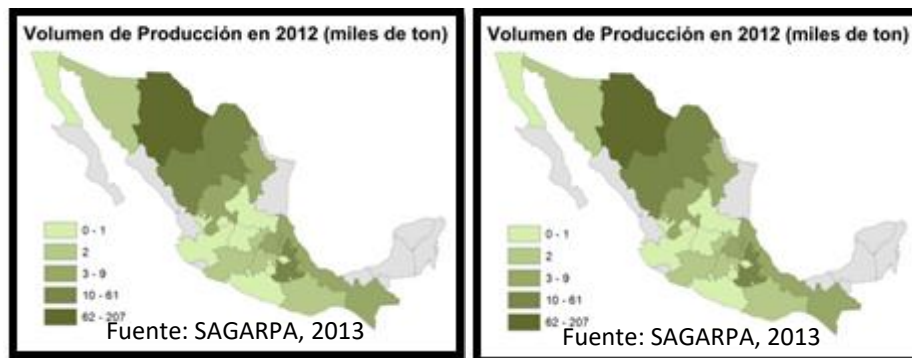 Volumen de Producción en 2012 (miles de ton)
0 - 1
2
3 - 9
10 - 61
62 - 207
Fuente: SAGARPA, 2013
Volumen de Producción en 2012 (miles de ton)
0 - 1
2
3 - 9
10 - 61
62 - 207
Fuente: SAGARPA, 2013